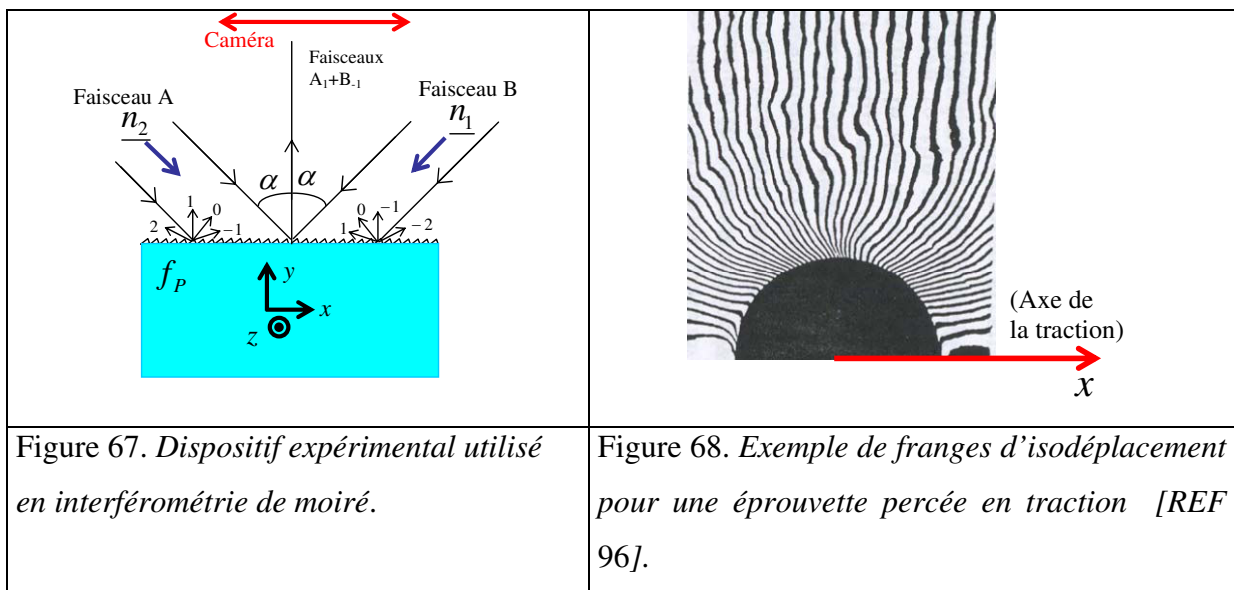 Caméra
Faisceaux
A₁+B₋₁
Faisceau A
n₂
Faisceau B
n₁
α α
2 1 0 −1
1 0 −1 −2
f_P
y
x
z
(Axe de
la traction)
x
Figure 67. Dispositif expérimental utilisé
en interférométrie de moiré.
Figure 68. Exemple de franges d’isodéplacement
pour une éprouvette percée en traction [REF
96].